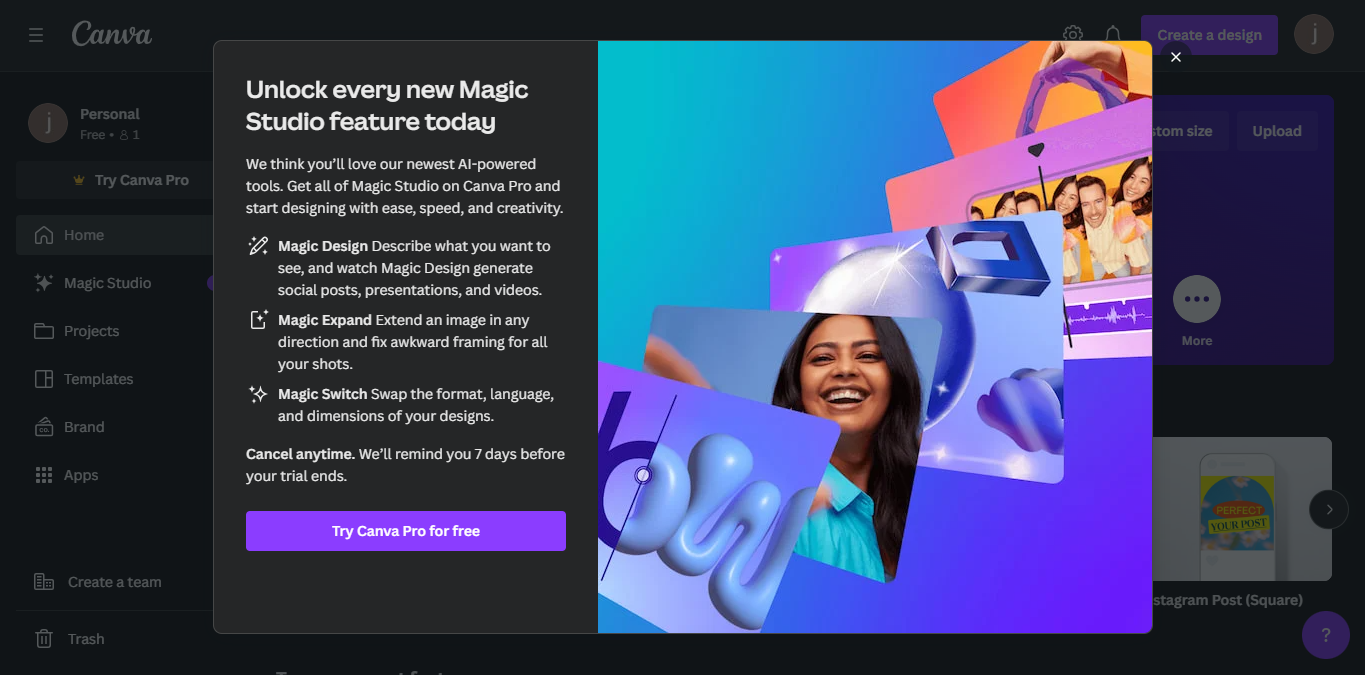 Canva
Create a design
j
j
Personal
Free • 1
Try Canva Pro
Home
Magic Studio
Projects
Templates
Brand
CO.
Apps
Create a team
Trash
Unlock every new Magic
Studio feature today
We think you’ll love our newest AI-powered
tools. Get all of Magic Studio on Canva Pro and
start designing with ease, speed, and creativity.
Magic Design Describe what you want to
see, and watch Magic Design generate
social posts, presentations, and videos.
Magic Expand Extend an image in any
direction and fix awkward framing for all
your shots.
Magic Switch Swap the format, language,
and dimensions of your designs.
Cancel anytime. We’ll remind you 7 days before
your trial ends.
Try Canva Pro for free
stom size
Upload
More
PERFECT
YOUR POST
stagram Post (Square)
?